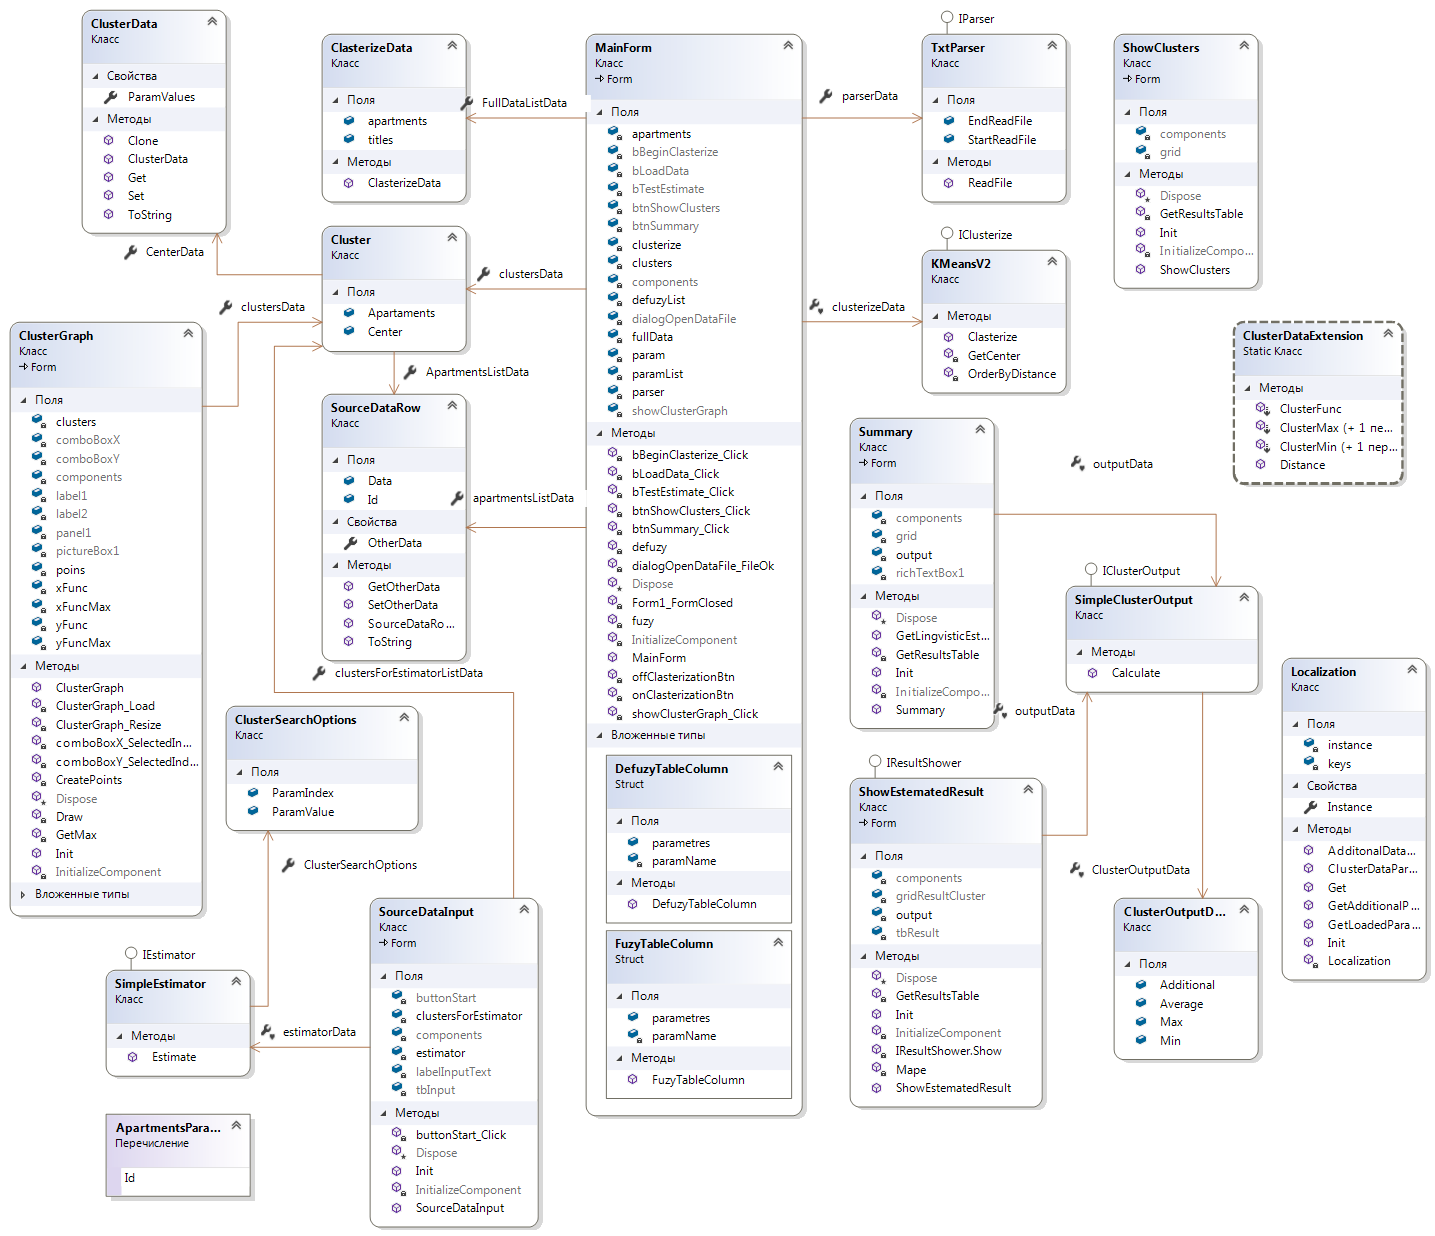 ClusterData
Класс
Свойства
ParamValues
Методы
Clone
ClusterData
Get
Set
ToString
CenterData
ClasterizeData
Класс
Поля
apartments
titles
Методы
ClasterizeData
FullDataListData
Cluster
Класс
Поля
Apartaments
Center
clustersData
clustersData
ApartmentsListData
SourceDataRow
Класс
Поля
Data
Id
Свойства
OtherData
Методы
GetOtherData
SetOtherData
SourceDataRo...
ToString
apartmentsListData
clustersForEstimatorListData
ClusterGraph
Класс
Form
Поля
clusters
comboBoxX
comboBoxY
components
label1
label2
panel1
pictureBox1
poins
xFunc
xFuncMax
yFunc
yFuncMax
Методы
ClusterGraph
ClusterGraph_Load
ClusterGraph_Resize
comboBoxX_SelectedIn...
comboBoxY_SelectedInd...
CreatePoints
Dispose
Draw
GetMax
Init
InitializeComponent
Вложенные типы
ClusterSearchOptions
Класс
Поля
ParamIndex
ParamValue
ClusterSearchOptions
IEstimator
SimpleEstimator
Класс
Методы
Estimate
estimatorData
ApartmentsPara...
Перечисление
Id
SourceDataInput
Класс
Form
Поля
buttonStart
clustersForEstimator
components
estimator
labelInputText
tbInput
Методы
buttonStart_Click
Dispose
Init
InitializeComponent
SourceDataInput
MainForm
Класс
Form
Поля
apartments
bBeginClasterize
bLoadData
bTestEstimate
btnShowClusters
btnSummary
clusterize
clusters
components
defuzyList
dialogOpenDataFile
fullData
param
paramList
parser
showClusterGraph
Методы
bBeginClasterize_Click
bLoadData_Click
bTestEstimate_Click
btnShowClusters_Click
btnSummary_Click
defuzy
dialogOpenDataFile_FileOk
Dispose
Form1_FormClosed
fuzy
InitializeComponent
MainForm
offClasterizationBtn
onClasterizationBtn
showClusterGraph_Click
Вложенные типы
DefuzyTableColumn
Struct
Поля
parametres
paramName
Методы
DefuzyTableColumn
FuzyTableColumn
Struct
Поля
parametres
paramName
Методы
FuzyTableColumn
parserData
IParser
TxtParser
Класс
Поля
EndReadFile
StartReadFile
Методы
ReadFile
clusterizeData
IClusterize
KMeansV2
Класс
Методы
Clasterize
GetCenter
OrderByDistance
ShowClusters
Класс
Form
Поля
components
grid
Методы
Dispose
GetResultsTable
Init
InitializeCompo...
ShowClusters
ClusterDataExtension
Static Класс
Методы
ClusterFunc
ClusterMax (+ 1 пе...
ClusterMin (+ 1 пер...
Distance
Summary
Класс
Form
Поля
components
grid
output
richTextBox1
Методы
Dispose
GetLingvisticEst...
GetResultsTable
Init
InitializeCompo...
Summary
outputData
outputData
IClusterOutput
SimpleClusterOutput
Класс
Методы
Calculate
IResultShower
ShowEstematedResult
Класс
Form
Поля
components
gridResultCluster
output
tbResult
Методы
Dispose
GetResultsTable
Init
InitializeComponent
IResultShower.Show
Mape
ShowEstematedResult
ClusterOutputData
ClusterOutputD...
Класс
Поля
Additional
Average
Max
Min
Localization
Класс
Поля
instance
keys
Свойства
Instance
Методы
AdditonalData...
ClusterDataPar...
Get
GetAdditionalP...
GetLoadedPara...
Init
Localization